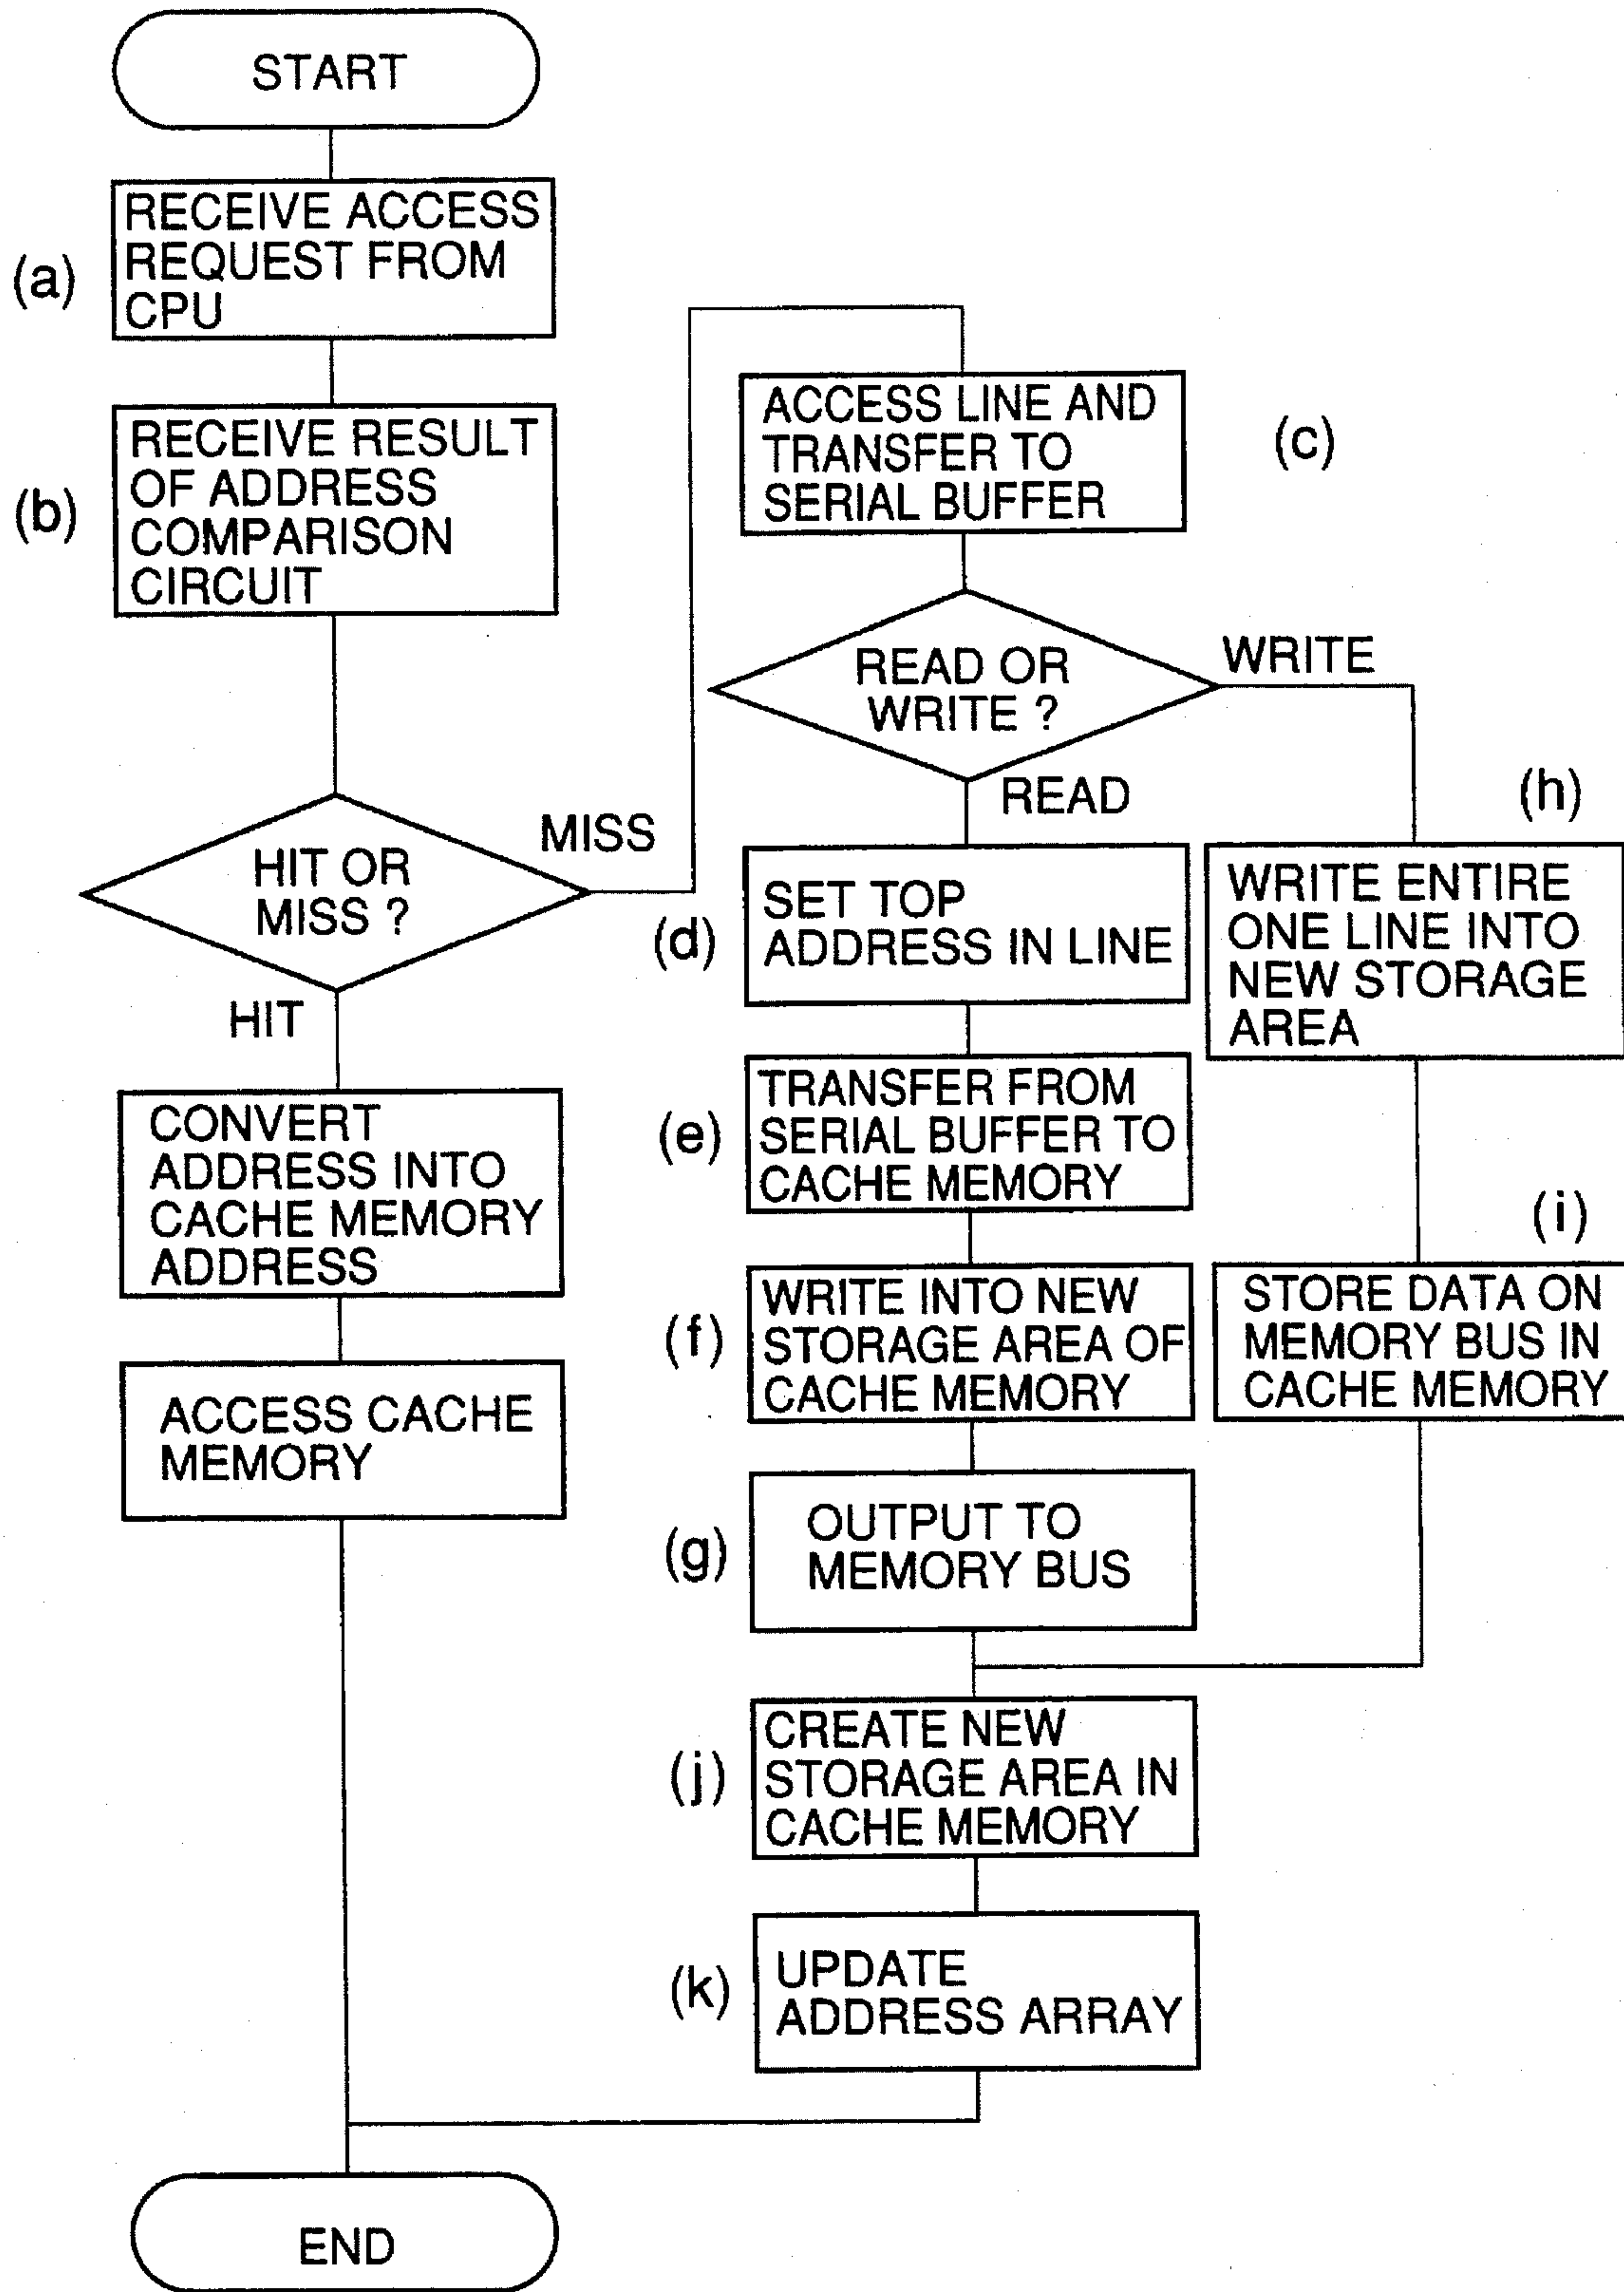 START
(a)
RECEIVE ACCESS
REQUEST FROM
CPU
(b)
RECEIVE RESULT
OF ADDRESS
COMPARISON
CIRCUIT
HIT OR
MISS ?
MISS
HIT
CONVERT
ADDRESS INTO
CACHE MEMORY
ADDRESS
ACCESS CACHE
MEMORY
ACCESS LINE AND
TRANSFER TO
SERIAL BUFFER
(c)
READ OR
WRITE ?
WRITE
READ
(d)
SET TOP
ADDRESS IN LINE
(e)
TRANSFER FROM
SERIAL BUFFER TO
CACHE MEMORY
(f)
WRITE INTO NEW
STORAGE AREA OF
CACHE MEMORY
(g)
OUTPUT TO
MEMORY BUS
(h)
WRITE ENTIRE
ONE LINE INTO
NEW STORAGE
AREA
(i)
STORE DATA ON
MEMORY BUS IN
CACHE MEMORY
(j)
CREATE NEW
STORAGE AREA IN
CACHE MEMORY
(k)
UPDATE
ADDRESS ARRAY
END